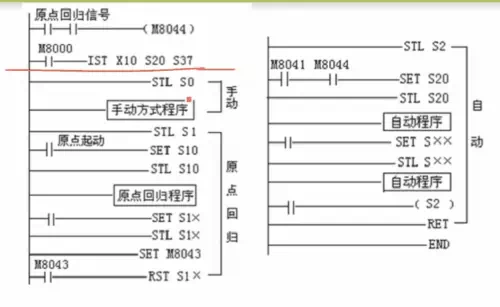 原点回归信号
(M8044)
M8000
IST X10 S20 S37
STL S0
手动方式程序
手动
STL S1
原点起动
SET S10
STL S10
原点回归程序
SET S1×
STL S1×
SET M8043
M8043
RST S1×
原点回归
STL S2
M8041 M8044
SET S20
STL S20
自动程序
SET S××
STL S××
自动程序
(S2)
RET
END
自动